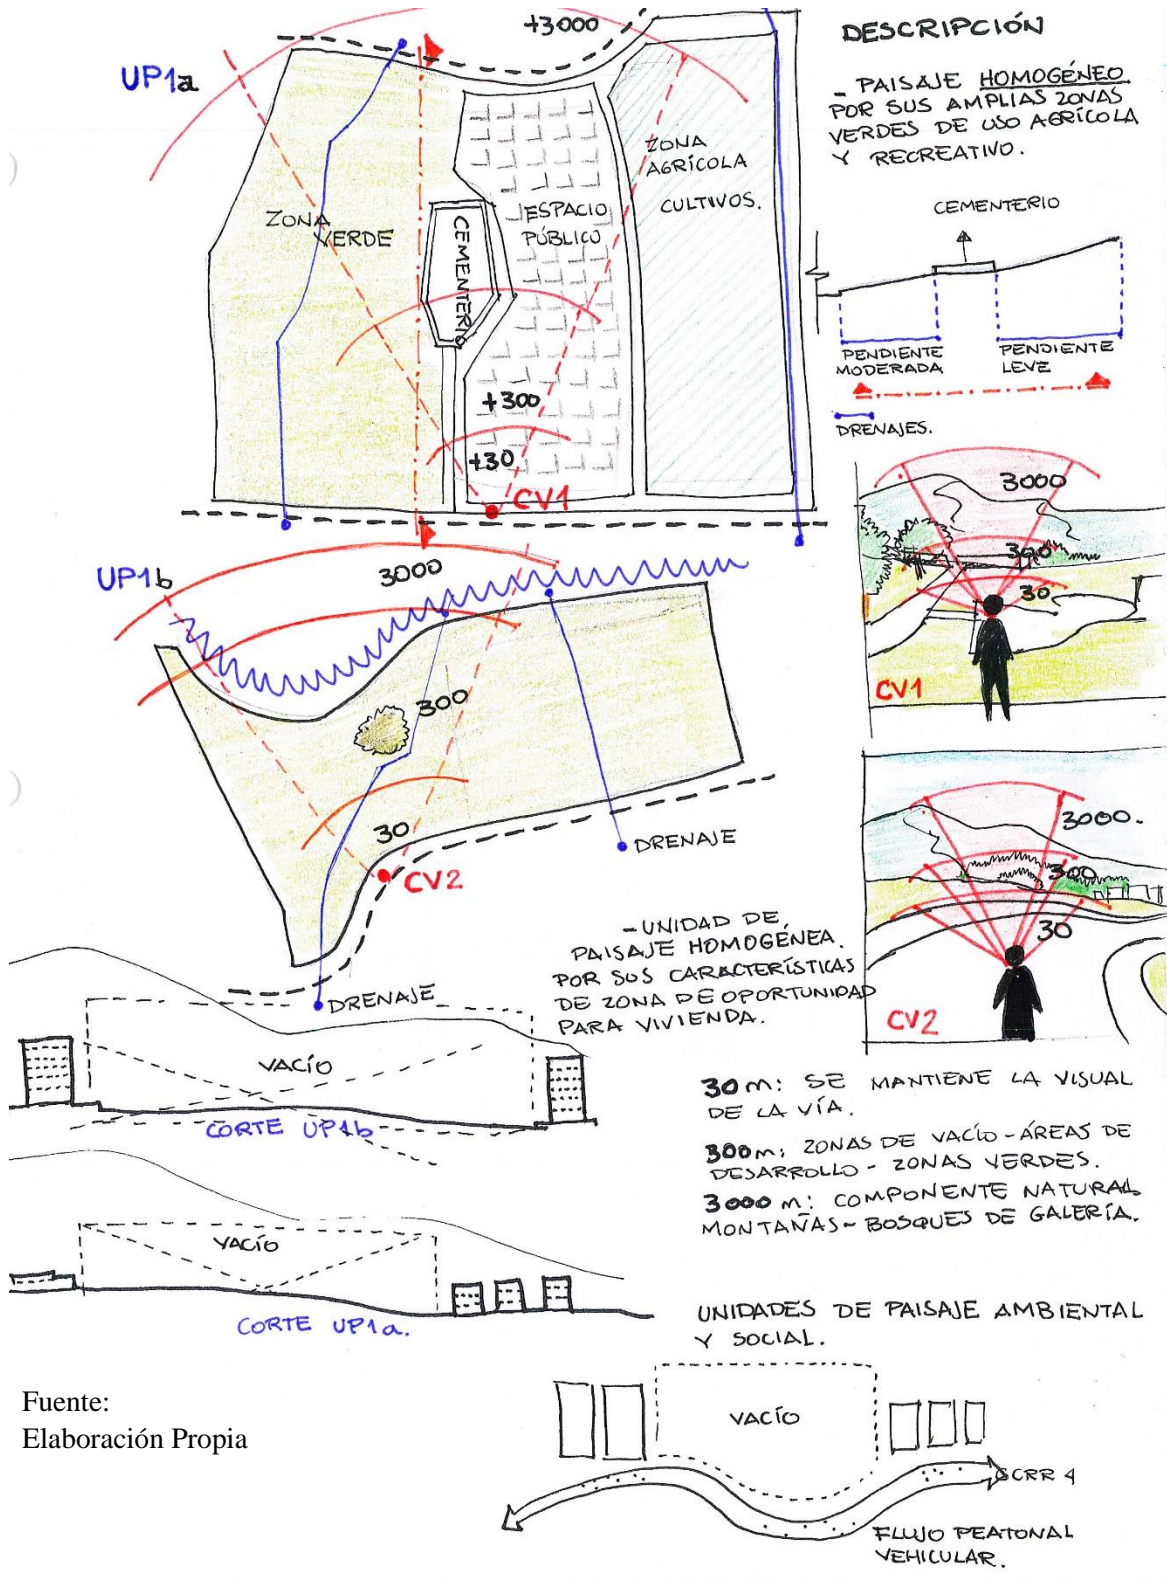 +3000
UP1a
ZONA
VERDE
CEMENTERIO
ESPACIO
PÚBLICO
ZONA
AGRÍCOLA
CULTIVOS.
+300
+30
CV1
DESCRIPCIÓN
- PAISAJE HOMOGÉNEO
POR SUS AMPLIAS ZONAS
VERDES DE USO AGRÍCOLA
Y RECREATIVO.
CEMENTERIO
PENDIENTE
MODERADA
PENDIENTE
LEVE
DRENAJES.
3000
300
30
CV1
UP1b
3000
300
30
CV2
DRENAJE
DRENAJE
3000.
300
30
CV2
- UNIDAD DE
PAISAJE HOMOGÉNEA.
POR SUS CARACTERÍSTICAS
DE ZONA DE OPORTUNIDAD
PARA VIVIENDA.
VACÍO
CORTE UP1b
VACÍO
CORTE UP1a.
30m: SE MANTIENE LA VISUAL
DE LA VÍA.
300m: ZONAS DE VACÍO - ÁREAS DE
DESARROLLO - ZONAS VERDES.
3000 m: COMPONENTE NATURAL
MONTAÑAS - BOSQUES DE GALERÍA.
UNIDADES DE PAISAJE AMBIENTAL
Y SOCIAL.
VACÍO
CRR 4
FLUJO PEATONAL
VEHICULAR.
Fuente:
Elaboración Propia